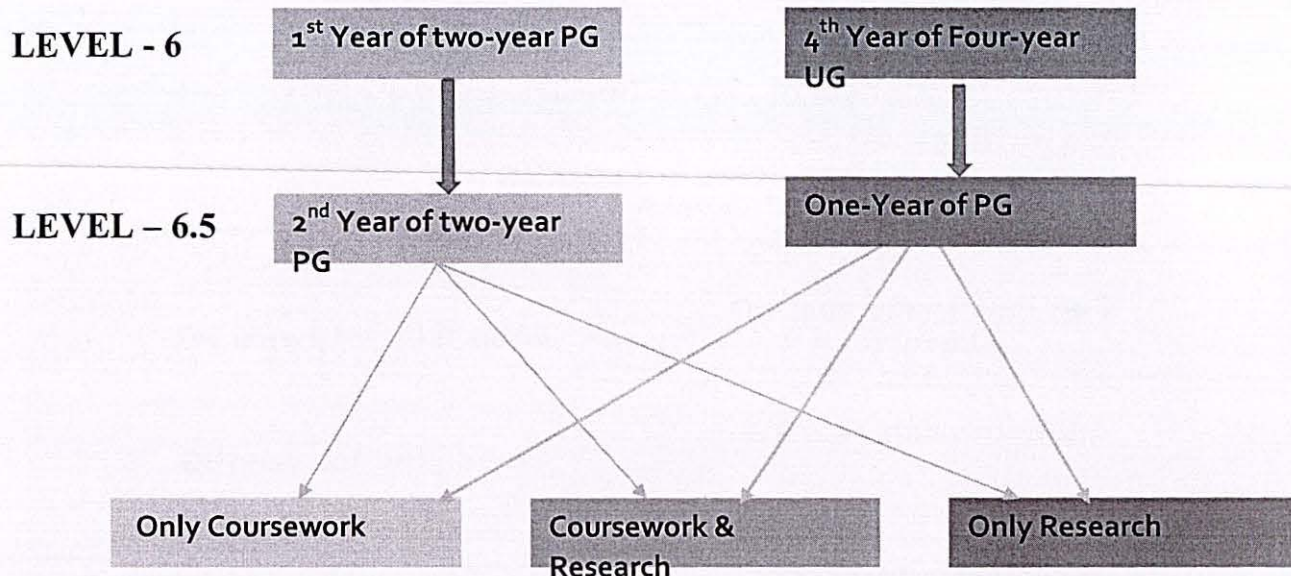 LEVEL - 6
1st Year of two-year PG
4th Year of Four-year
UG
LEVEL – 6.5
2nd Year of two-year
PG
One-Year of PG
Only Coursework
Coursework &
Research
Only Research